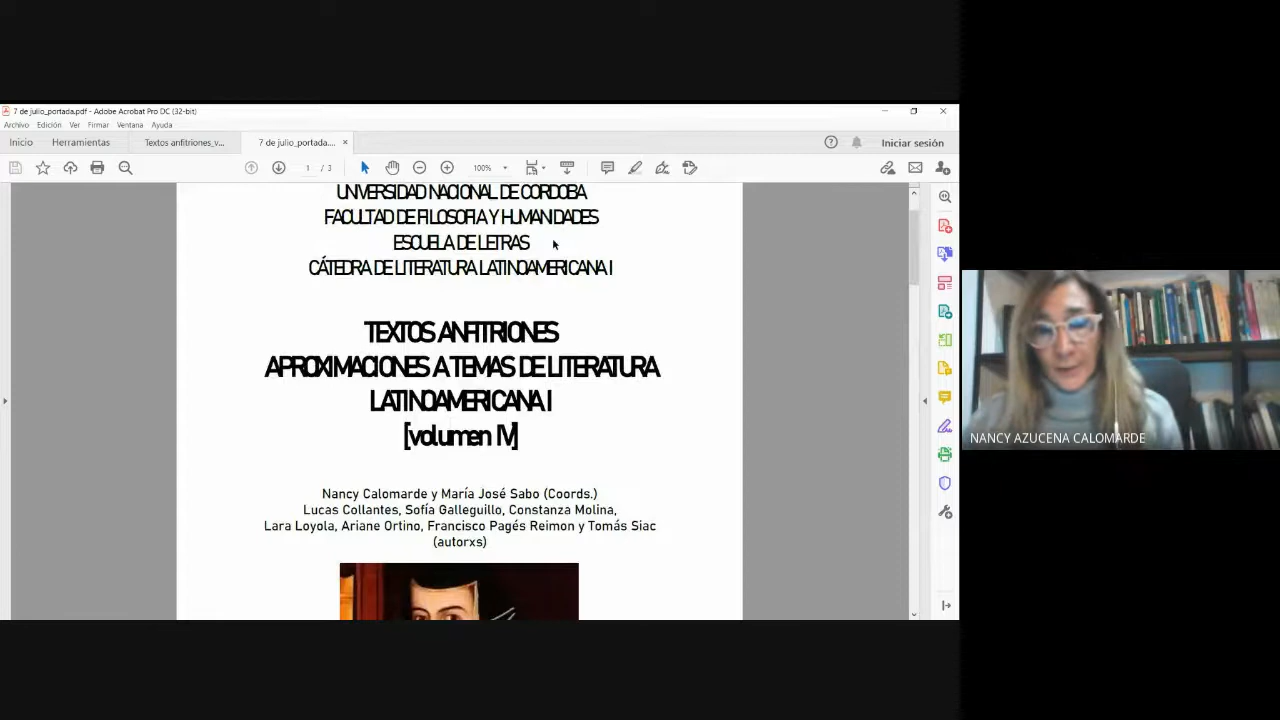 7 de julio_portada.pdf - Adobe Acrobat Pro DC (32-bit)
Archivo Edición Ver Firmar Ventana Ayuda
Inicio Herramientas Textos anfitriones_v... 7 de julio_portada.... × Iniciar sesión
1 / 3 100%
UNIVERSIDAD NACIONAL DE CÓRDOBA
FACULTAD DE FILOSOFIA Y HUMANIDADES
ESCUELA DE LETRAS
CÁTEDRA DE LITERATURA LATINOAMERICANA I
TEXTOS ANFITRIONES
APROXIMACIONES A TEMAS DE LITERATURA
LATINOAMERICANA I
[volumen IV]
Nancy Calomarde y María José Sabo (Coords.)
Lucas Collantes, Sofía Galleguillo, Constanza Molina,
Lara Loyola, Ariane Ortino, Francisco Pagés Reimon y Tomás Siac
(autorxs)
NANCY AZUCENA CALOMARDE